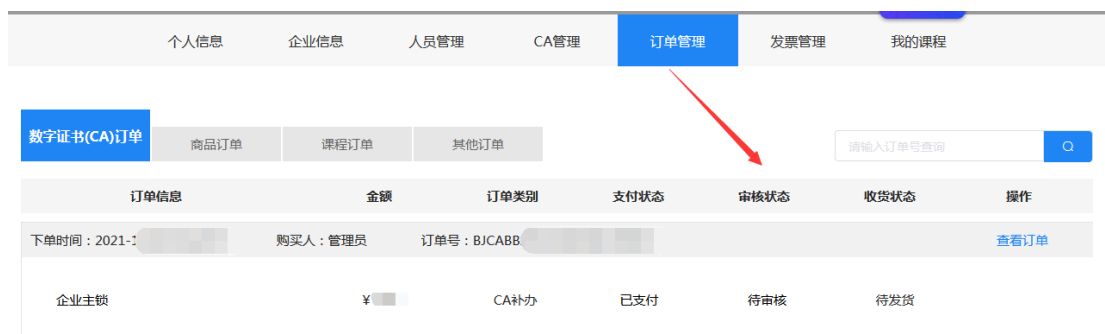 个人信息 企业信息 人员管理 CA管理 订单管理 发票管理 我的课程
数字证书(CA)订单 商品订单 课程订单 其他订单 请输入订单号查询
订单信息 金额 订单类别 支付状态 审核状态 收货状态 操作
下单时间：2021-1 购买人：管理员 订单号：BJCABB 查看订单
企业主锁 ¥ CA补办 已支付 待审核 待发货